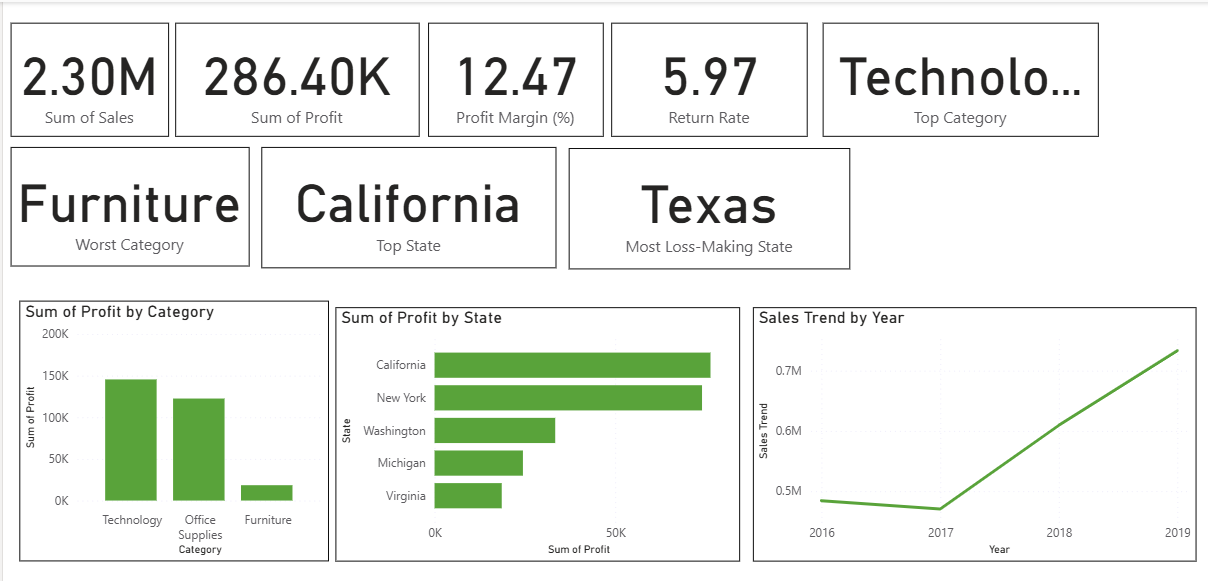 2.30M
Sum of Sales
286.40K
Sum of Profit
12.47
Profit Margin (%)
5.97
Return Rate
Technolo...
Top Category
Furniture
Worst Category
California
Top State
Texas
Most Loss-Making State
Sum of Profit by Category
200K
150K
100K
50K
0K
Sum of Profit
Technology
Office
Supplies
Furniture
Category
Sum of Profit by State
State
California
New York
Washington
Michigan
Virginia
0K
50K
Sum of Profit
Sales Trend by Year
Sales Trend
0.7M
0.6M
0.5M
2016
2017
2018
2019
Year